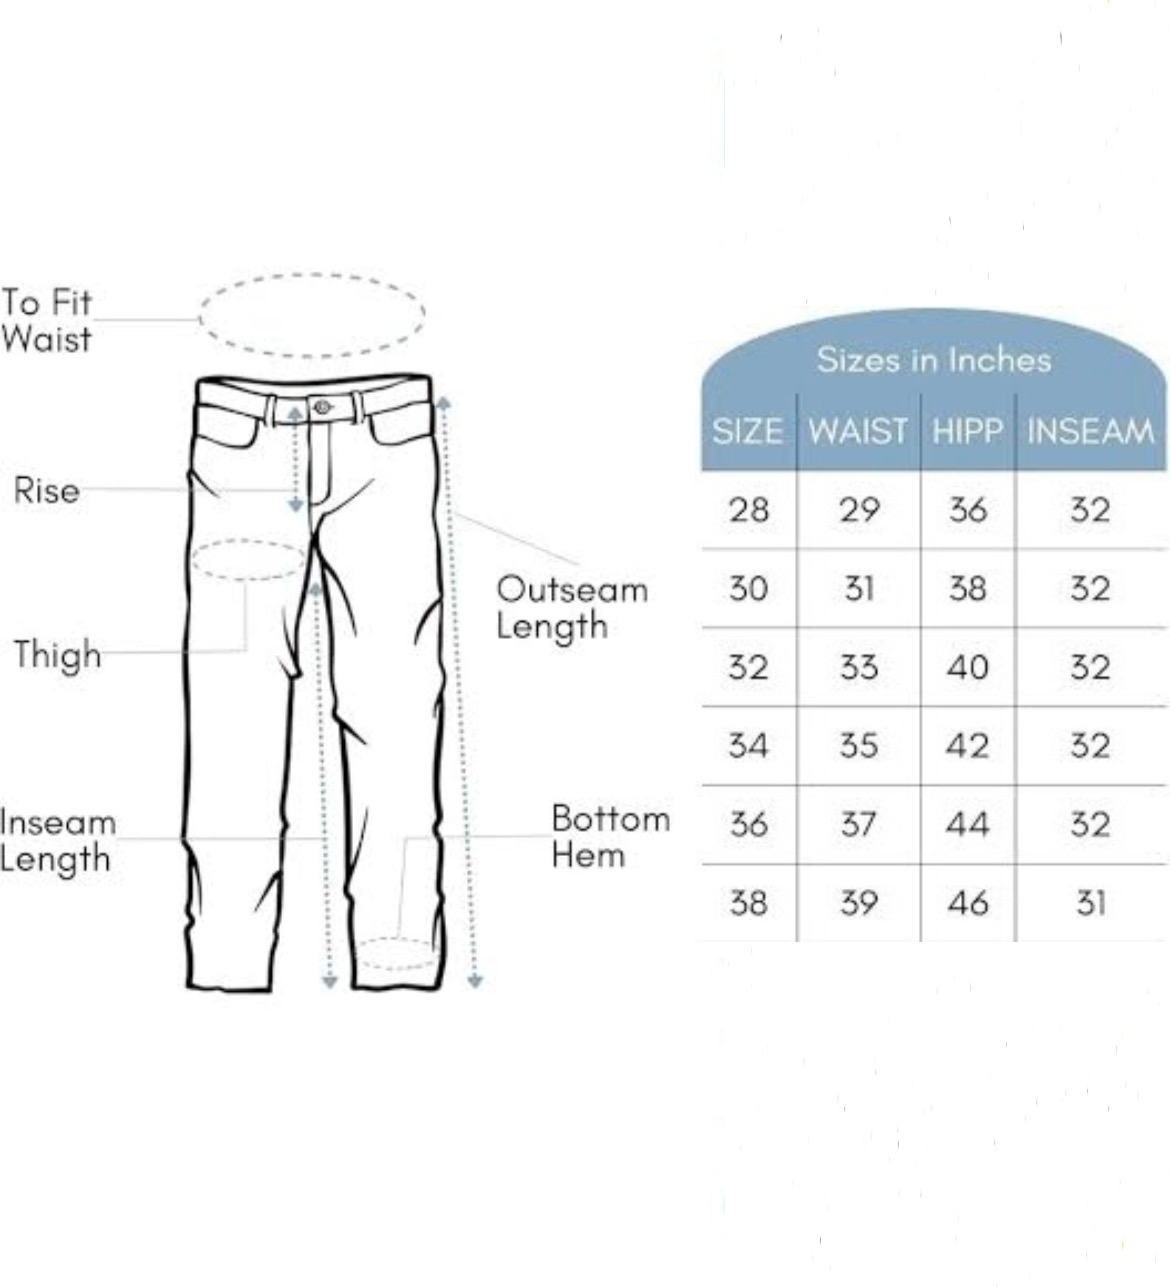 To Fit
Waist
Rise
Thigh
Inseam
Length
Outseam
Length
Bottom
Hem
Sizes in Inches
SIZE WAIST HIPP INSEAM
28 29 36 32
30 31 38 32
32 33 40 32
34 35 42 32
36 37 44 32
38 39 46 31